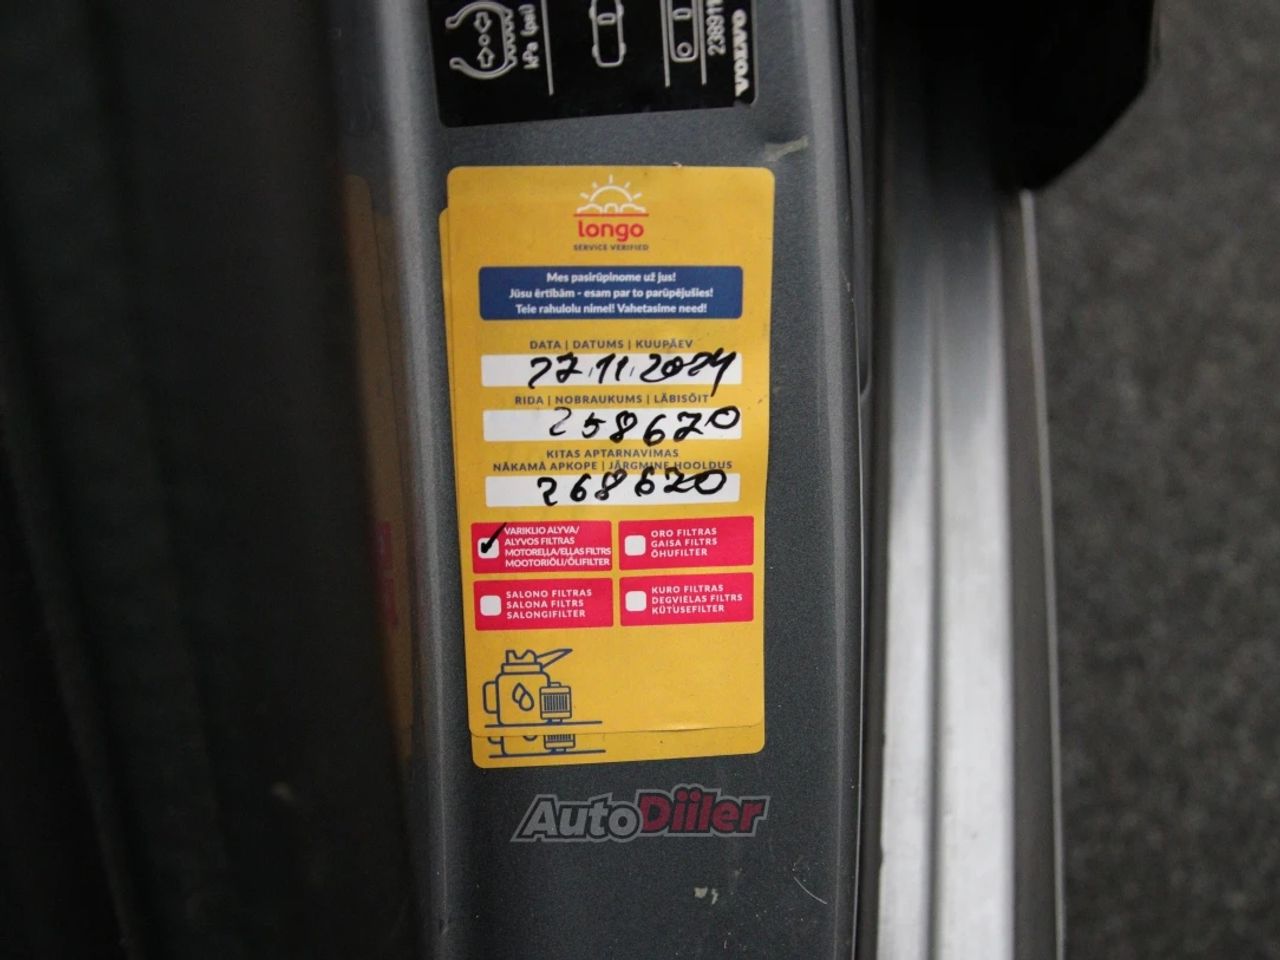 kPa (psi)
VOLVO
longo
SERVICE VERIFIED
Mes pasirūpinome už jus!
Jūsu ērtībām - esam par to parūpējušies!
Teie rahulolu nimel! Vahetasime need!
DATA | DATUMS | KUUPÄEV
27.11.2024
RIDA | NOBRAUKUMS | LÄBISÕIT
258620
KITAS APTARNAVIMAS
NĀKAMĀ APKOPE | JÄRGMINE HOOLDUS
268620
VARIKLIO ALYVA/
ALYVOS FILTRAS
MOTOREĻĻA/EĻĻAS FILTRS
MOOTORIÕLI/ÕLIFILTER
ORO FILTRAS
GAISA FILTRS
ÕHUFILTER
SALONO FILTRAS
SALONA FILTRS
SALONGIFILTER
KURO FILTRAS
DEGVIELAS FILTRS
KÜTUSEFILTER
AutoDiiler